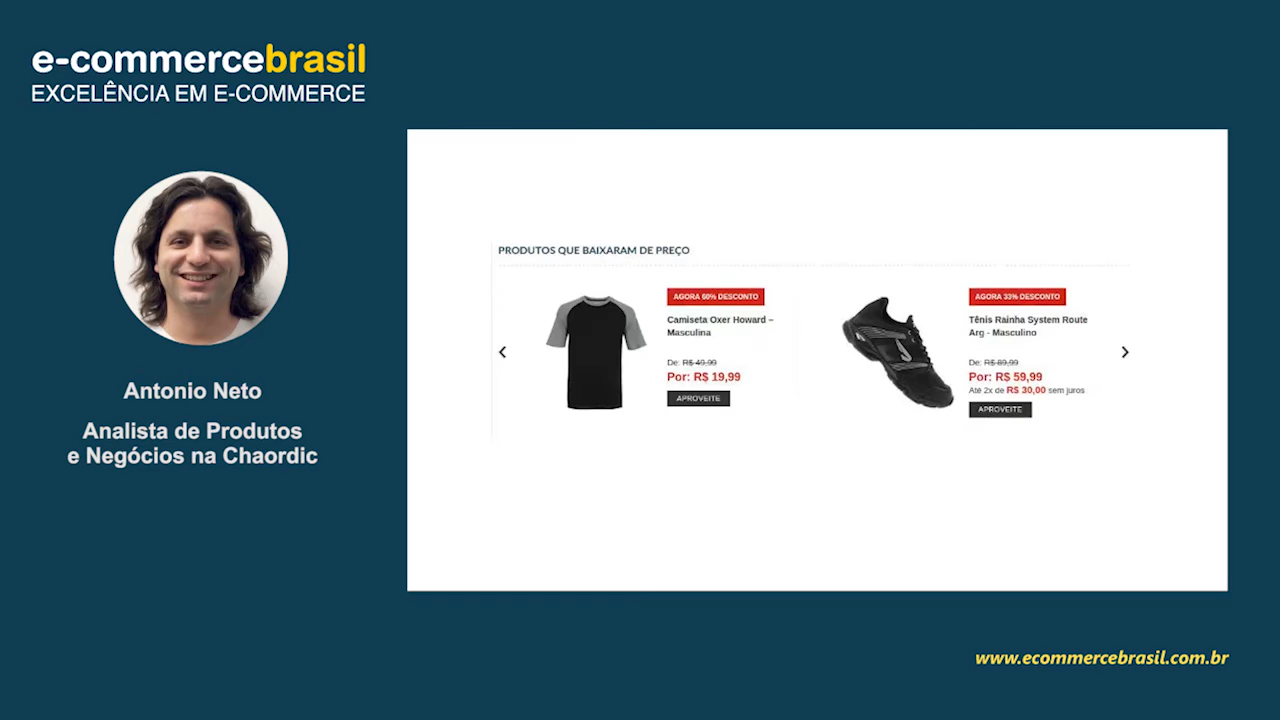 e-commercebrasil
EXCELÊNCIA EM E-COMMERCE
Antonio Neto
Analista de Produtos
e Negócios na Chaordic
PRODUTOS QUE BAIXARAM DE PREÇO
AGORA 60% DESCONTO
Camiseta Oxer Howard –
Masculina
De: R$ 49,99
Por: R$ 19,99
APROVEITE
AGORA 33% DESCONTO
Tênis Rainha System Route
Arg - Masculino
De: R$ 89,99
Por: R$ 59,99
Até 2x de R$ 30,00 sem juros
APROVEITE
www.ecommercebrasil.com.br